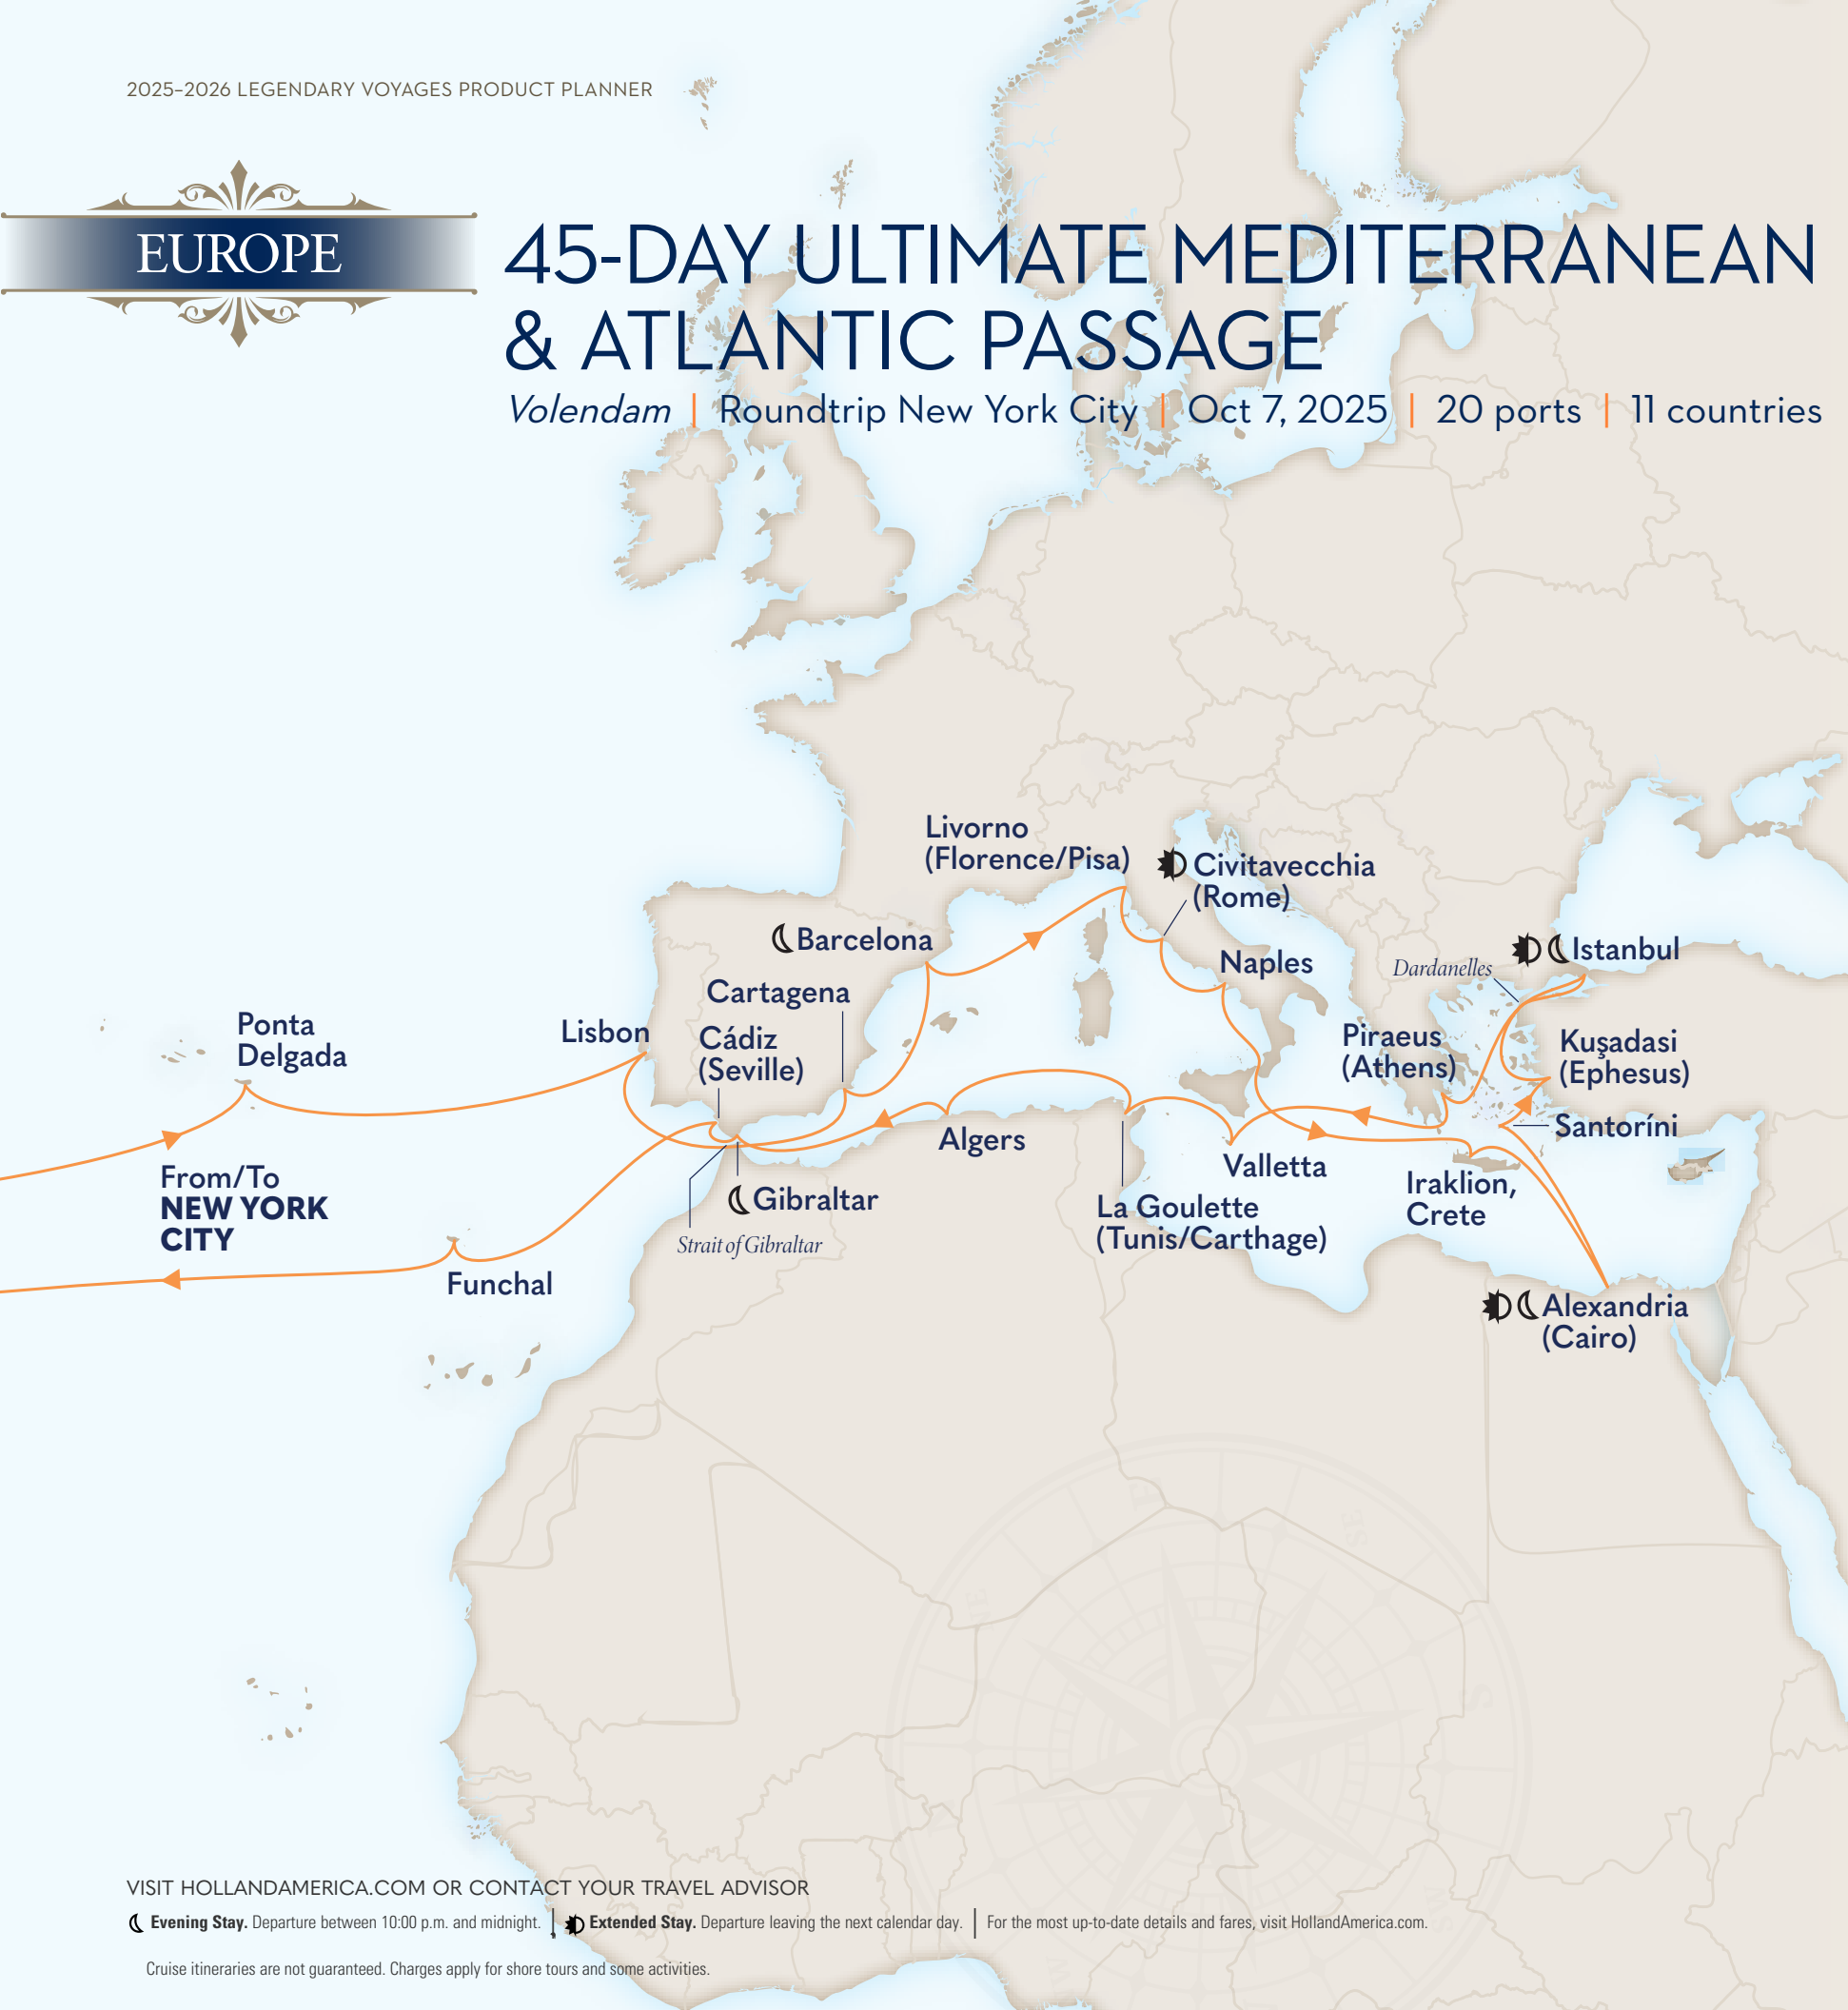 2025–2026 LEGENDARY VOYAGES PRODUCT PLANNER
EUROPE
45-DAY ULTIMATE MEDITERRANEAN
& ATLANTIC PASSAGE
Volendam | Roundtrip New York City | Oct 7, 2025 | 20 ports | 11 countries
Livorno
(Florence/Pisa)
Civitavecchia
(Rome)
Barcelona
Naples
Istanbul
Dardanelles
Cartagena
Ponta
Delgada
Lisbon
Cádiz
(Seville)
Piraeus
(Athens)
Kuşadasi
(Ephesus)
Santoríni
Algers
Valletta
From/To
NEW YORK
CITY
Gibraltar
Strait of Gibraltar
La Goulette
(Tunis/Carthage)
Iraklion,
Crete
Funchal
Alexandria
(Cairo)
VISIT HOLLANDAMERICA.COM OR CONTACT YOUR TRAVEL ADVISOR
Evening Stay. Departure between 10:00 p.m. and midnight. | Extended Stay. Departure leaving the next calendar day. | For the most up-to-date details and fares, visit HollandAmerica.com.
Cruise itineraries are not guaranteed. Charges apply for shore tours and some activities.